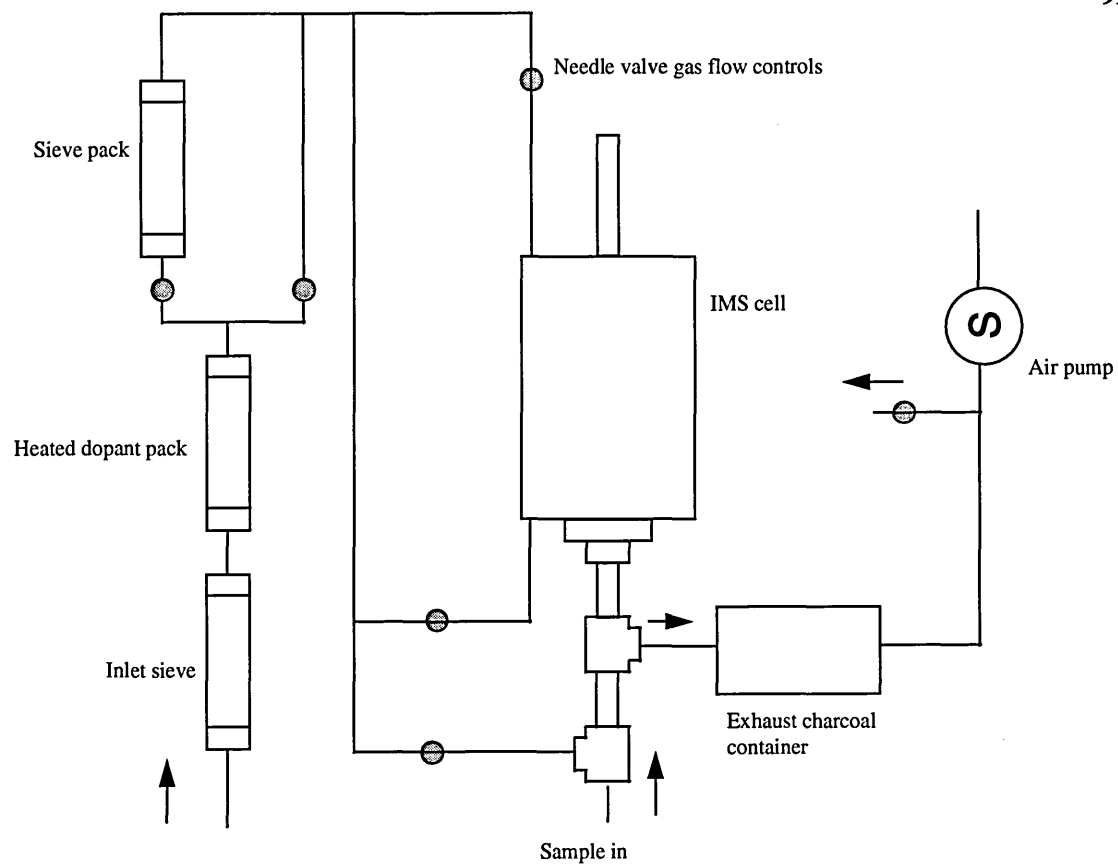 Needle valve gas flow controls
Sieve pack
IMS cell
S
Air pump
Heated dopant pack
Inlet sieve
Exhaust charcoal
container
Sample in